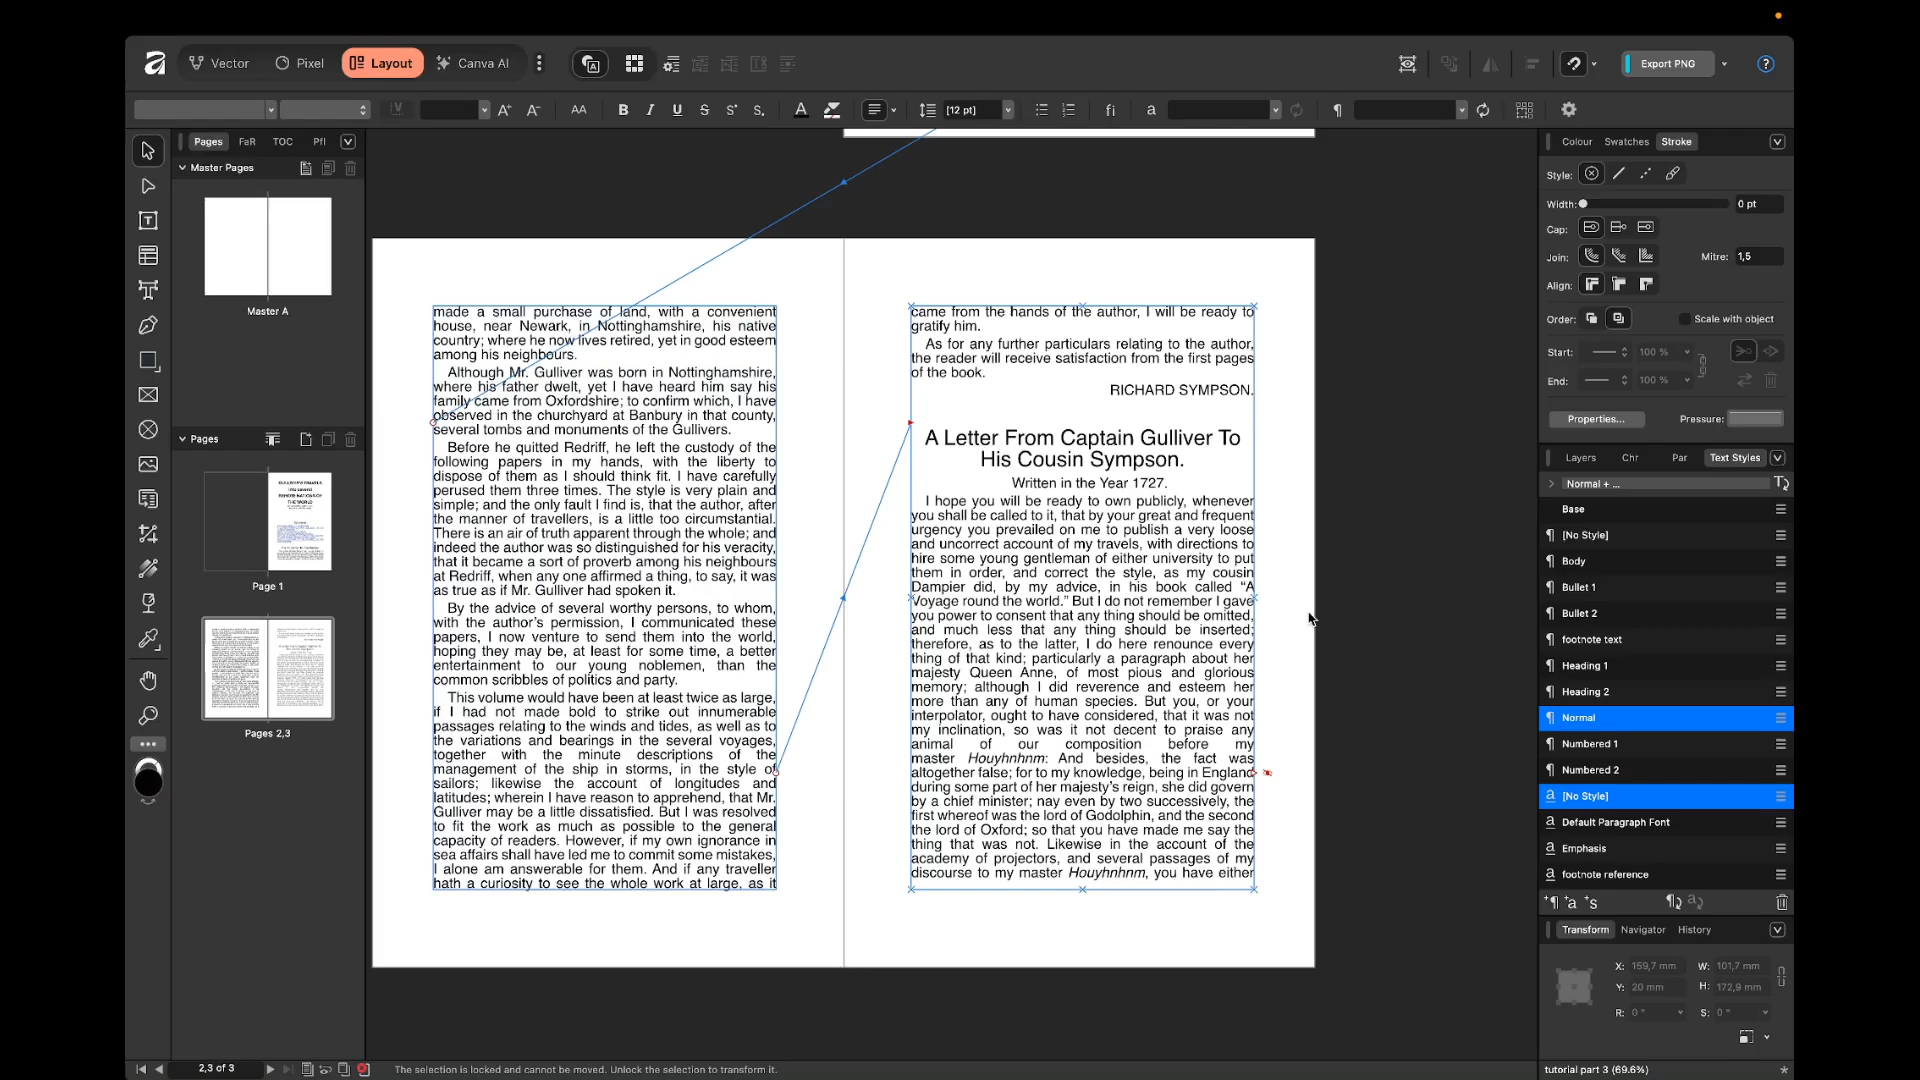 Vector
Pixel
Layout
Canva AI
Export PNG
[12 pt]
Pages FaR TOC Pfl
Master Pages
Master A
Pages
Page 1
Pages 2,3
made a small purchase of land, with a convenient
house, near Newark, in Nottinghamshire, his native
country; where he now lives retired, yet in good esteem
among his neighbours.
Although Mr. Gulliver was born in Nottinghamshire,
where his father dwelt, yet I have heard him say his
family came from Oxfordshire; to confirm which, I have
observed in the churchyard at Banbury in that county,
several tombs and monuments of the Gullivers.
Before he quitted Redriff, he left the custody of the
following papers in my hands, with the liberty to
dispose of them as I should think fit. I have carefully
perused them three times. The style is very plain and
simple; and the only fault I find is, that the author, after
the manner of travellers, is a little too circumstantial.
There is an air of truth apparent through the whole; and
indeed the author was so distinguished for his veracity,
that it became a sort of proverb among his neighbours
at Redriff, when any one affirmed a thing, to say, it was
as true as if Mr. Gulliver had spoken it.
By the advice of several worthy persons, to whom,
with the author's permission, I communicated these
papers, I now venture to send them into the world,
hoping they may be, at least for some time, a better
entertainment to our young noblemen, than the
common scribbles of politics and party.
This volume would have been at least twice as large,
if I had not made bold to strike out innumerable
passages relating to the winds and tides, as well as to
the variations and bearings in the several voyages,
together with the minute descriptions of the
management of the ship in storms, in the style of
sailors; likewise the account of longitudes and
latitudes; wherein I have reason to apprehend, that Mr.
Gulliver may be a little dissatisfied. But I was resolved
to fit the work as much as possible to the general
capacity of readers. However, if my own ignorance in
sea affairs shall have led me to commit some mistakes,
I alone am answerable for them. And if any traveller
hath a curiosity to see the whole work at large, as it
came from the hands of the author, I will be ready to
gratify him.
As for any further particulars relating to the author,
the reader will receive satisfaction from the first pages
of the book.
RICHARD SYMPSON.
A Letter From Captain Gulliver To
His Cousin Sympson.
Written in the Year 1727.
I hope you will be ready to own publicly, whenever
you shall be called to it, that by your great and frequent
urgency you prevailed on me to publish a very loose
and uncorrect account of my travels, with directions to
hire some young gentleman of either university to put
them in order, and correct the style, as my cousin
Dampier did, by my advice, in his book called “A
Voyage round the world.” But I do not remember I gave
you power to consent that any thing should be omitted,
and much less that any thing should be inserted;
therefore, as to the latter, I do here renounce every
thing of that kind; particularly a paragraph about her
majesty Queen Anne, of most pious and glorious
memory; although I did reverence and esteem her
more than any of human species. But you, or your
interpolator, ought to have considered, that it was not
my inclination, so was it not decent to praise any
animal of our composition before my
master Houyhnhnm: And besides, the fact was
altogether false; for to my knowledge, being in England
during some part of her majesty's reign, she did govern
by a chief minister; nay even by two successively, the
first whereof was the lord of Godolphin, and the second
the lord of Oxford; so that you have made me say the
thing that was not. Likewise in the account of the
academy of projectors, and several passages of my
discourse to my master Houyhnhnm, you have either
Colour Swatches Stroke
Style:
Width: 0 pt
Cap:
Join: Mitre: 1,5
Align:
Order: Scale with object
Start: 100 %
End: 100 %
Properties... Pressure:
Layers Chr Par Text Styles
Normal + ...
Base
[No Style]
Body
Bullet 1
Bullet 2
footnote text
Heading 1
Heading 2
Normal
Numbered 1
Numbered 2
[No Style]
Default Paragraph Font
Emphasis
footnote reference
Transform Navigator History
X: 159,7 mm W: 101,7 mm
Y: 20 mm H: 172,9 mm
R: 0 ° S: 0 °
2,3 of 3
The selection is locked and cannot be moved. Unlock the selection to transform it.
tutorial part 3 (69.6%)